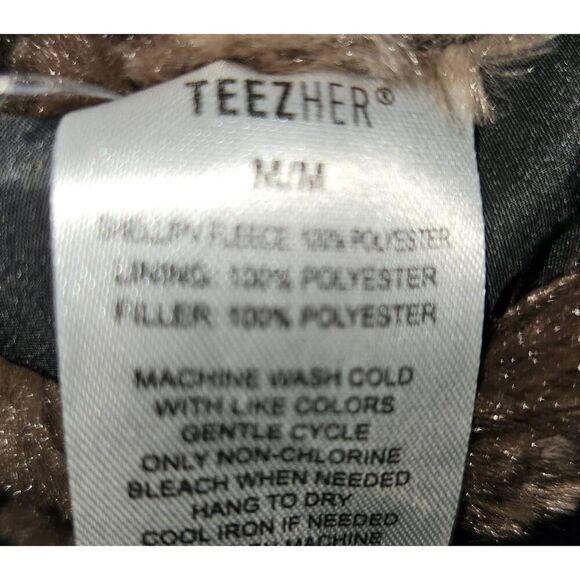 TEEZHER®
M/M
FLEECE: 100% POLYESTER
LINING: 100% POLYESTER
FILLER: 100% POLYESTER
MACHINE WASH COLD
WITH LIKE COLORS
GENTLE CYCLE
ONLY NON-CHLORINE
BLEACH WHEN NEEDED
HANG TO DRY
COOL IRON IF NEEDED
MACHINE